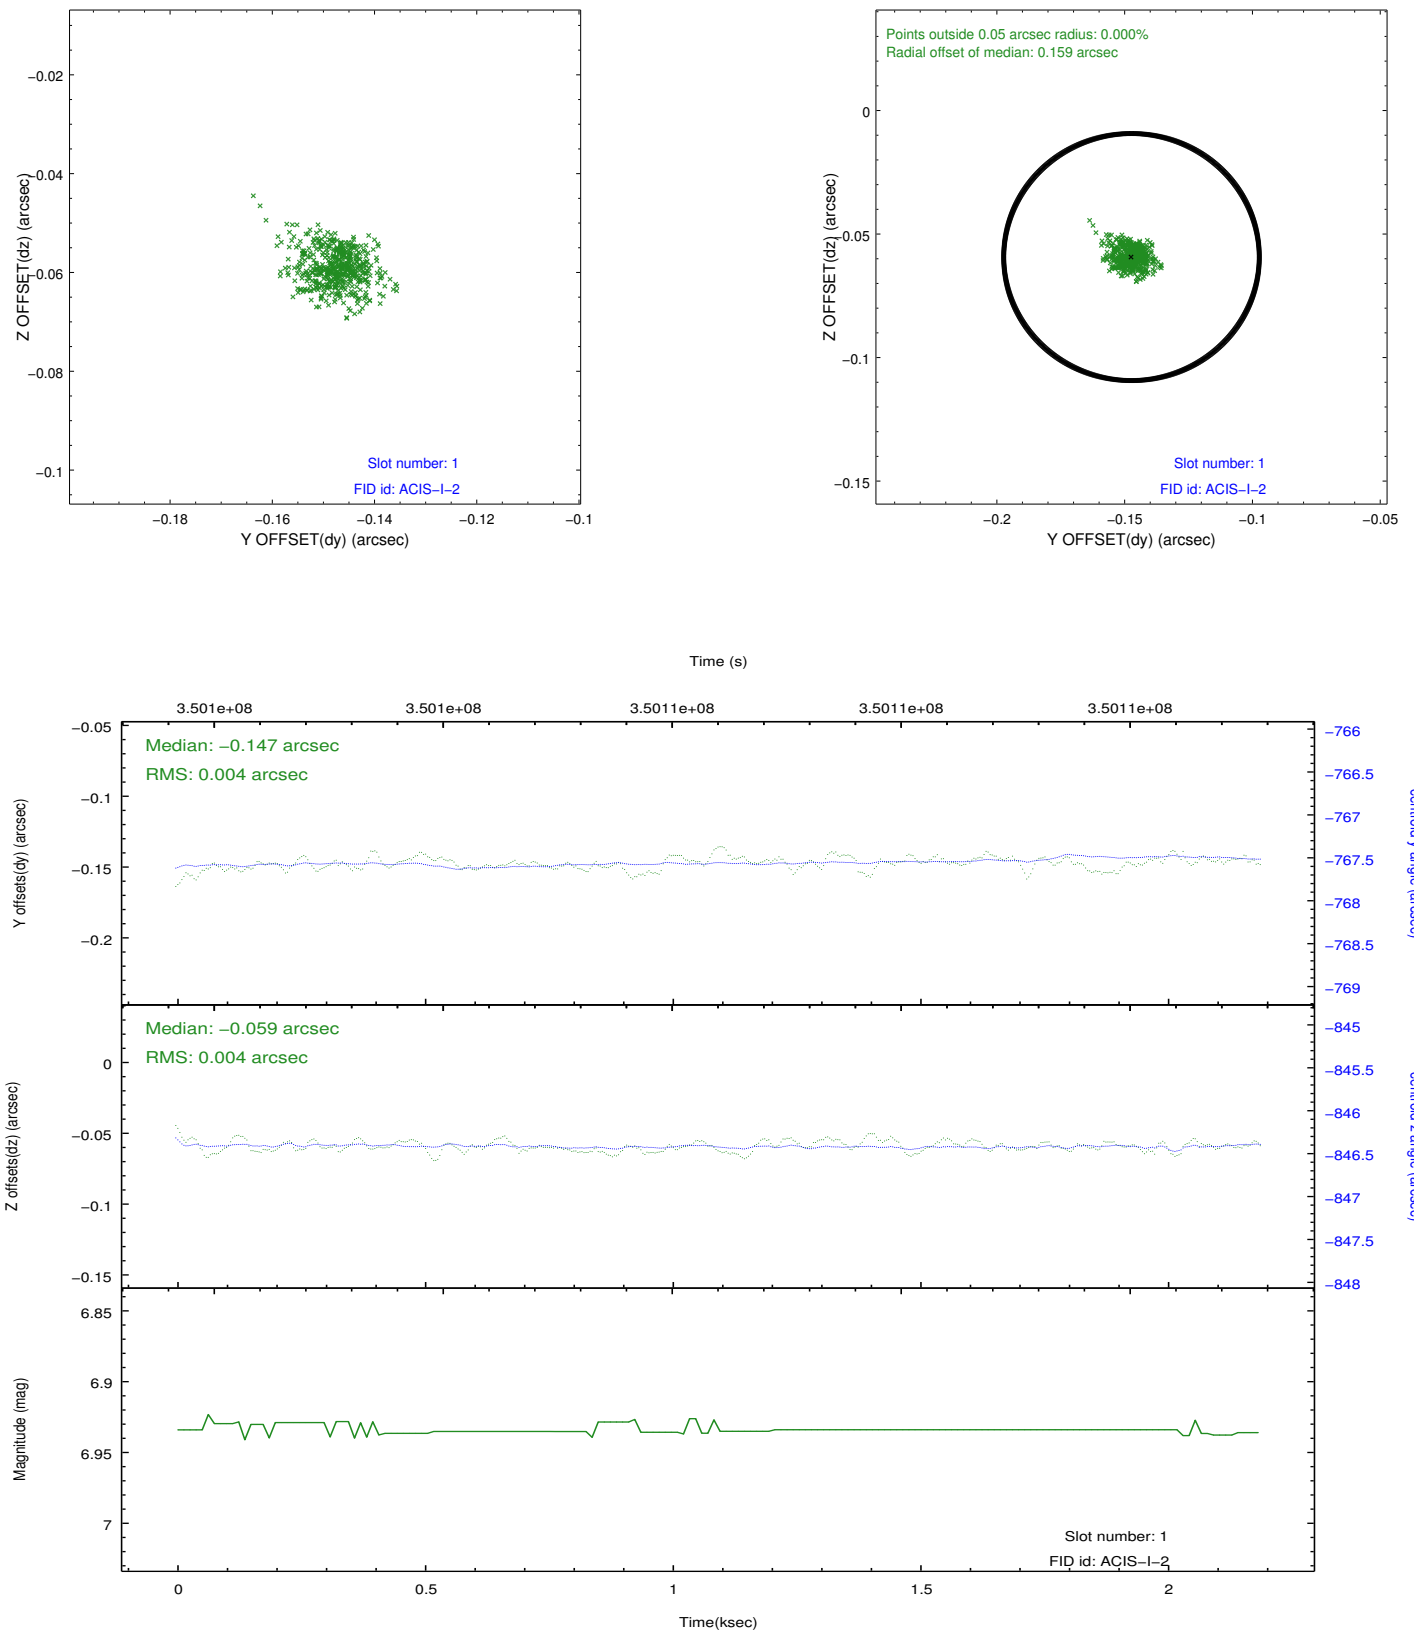 −0.02
−0.04
−0.06
−0.08
−0.1
Z OFFSET(dz) (arcsec)
Slot number: 1
FID id: ACIS−I−2
−0.18 −0.16 −0.14 −0.12 −0.1
Y OFFSET(dy) (arcsec)
Points outside 0.05 arcsec radius: 0.000%
Radial offset of median: 0.159 arcsec
0
−0.05
−0.1
−0.15
Z OFFSET(dz) (arcsec)
Slot number: 1
FID id: ACIS−I−2
−0.2 −0.15 −0.1 −0.05
Y OFFSET(dy) (arcsec)
Time (s)
3.501e+08 3.501e+08 3.5011e+08 3.5011e+08 3.5011e+08
−0.05
−0.1
−0.15
−0.2
Y offsets(dy) (arcsec)
Median: −0.147 arcsec
RMS: 0.004 arcsec
−766
−766.5
−767
−767.5
−768
−768.5
−769
0
−0.05
−0.1
−0.15
Z offsets(dz) (arcsec)
Median: −0.059 arcsec
RMS: 0.004 arcsec
−845
−845.5
−846
−846.5
−847
−847.5
−848
6.85
6.9
6.95
7
Magnitude (mag)
Slot number: 1
FID id: ACIS−I−2
0 0.5 1 1.5 2
Time(ksec)